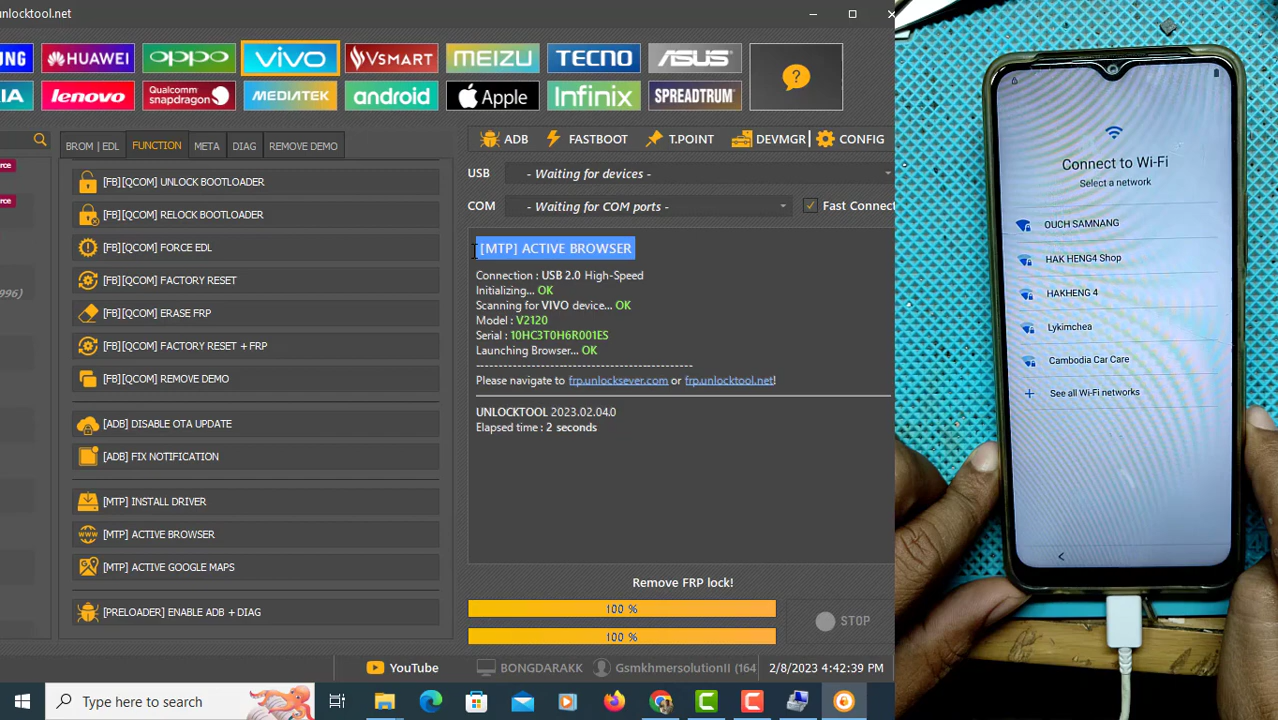 unlocktool.net
NG
HUAWEI
oppo
vivo
VSMART
MEIZU
TECNO
ASUS
IA
lenovo
Qualcomm
snapdragon
MEDIATEK
android
Apple
Infinix
SPREADTRUM
?
rce
rce
996)
BROM | EDL
FUNCTION
META
DIAG
REMOVE DEMO
[FB][QCOM] UNLOCK BOOTLOADER
[FB][QCOM] RELOCK BOOTLOADER
[FB][QCOM] FORCE EDL
[FB][QCOM] FACTORY RESET
[FB][QCOM] ERASE FRP
[FB][QCOM] FACTORY RESET + FRP
[FB][QCOM] REMOVE DEMO
[ADB] DISABLE OTA UPDATE
[ADB] FIX NOTIFICATION
[MTP] INSTALL DRIVER
WWW
[MTP] ACTIVE BROWSER
[MTP] ACTIVE GOOGLE MAPS
[PRELOADER] ENABLE ADB + DIAG
ADB
FASTBOOT
T.POINT
DEVMGR
CONFIG
USB
- Waiting for devices -
COM
- Waiting for COM ports -
Fast Connect
[MTP] ACTIVE BROWSER
Connection : USB 2.0 High-Speed
Initializing... OK
Scanning for VIVO device... OK
Model : V2120
Serial : 10HC3T0H6R001ES
Launching Browser... OK
--------------------------------------------
Please navigate to frp.unlocksever.com or frp.unlocktool.net!
UNLOCKTOOL 2023.02.04.0
Elapsed time : 2 seconds
Remove FRP lock!
100 %
100 %
STOP
YouTube
BONGDARAKK
GsmkhmersolutionII (164
2/8/2023 4:42:39 PM
Type here to search
Connect to Wi-Fi
Select a network
OUCH SAMNANG
HAK HENG4 Shop
HAKHENG 4
Lykimchea
Cambodia Car Care
See all Wi-Fi networks